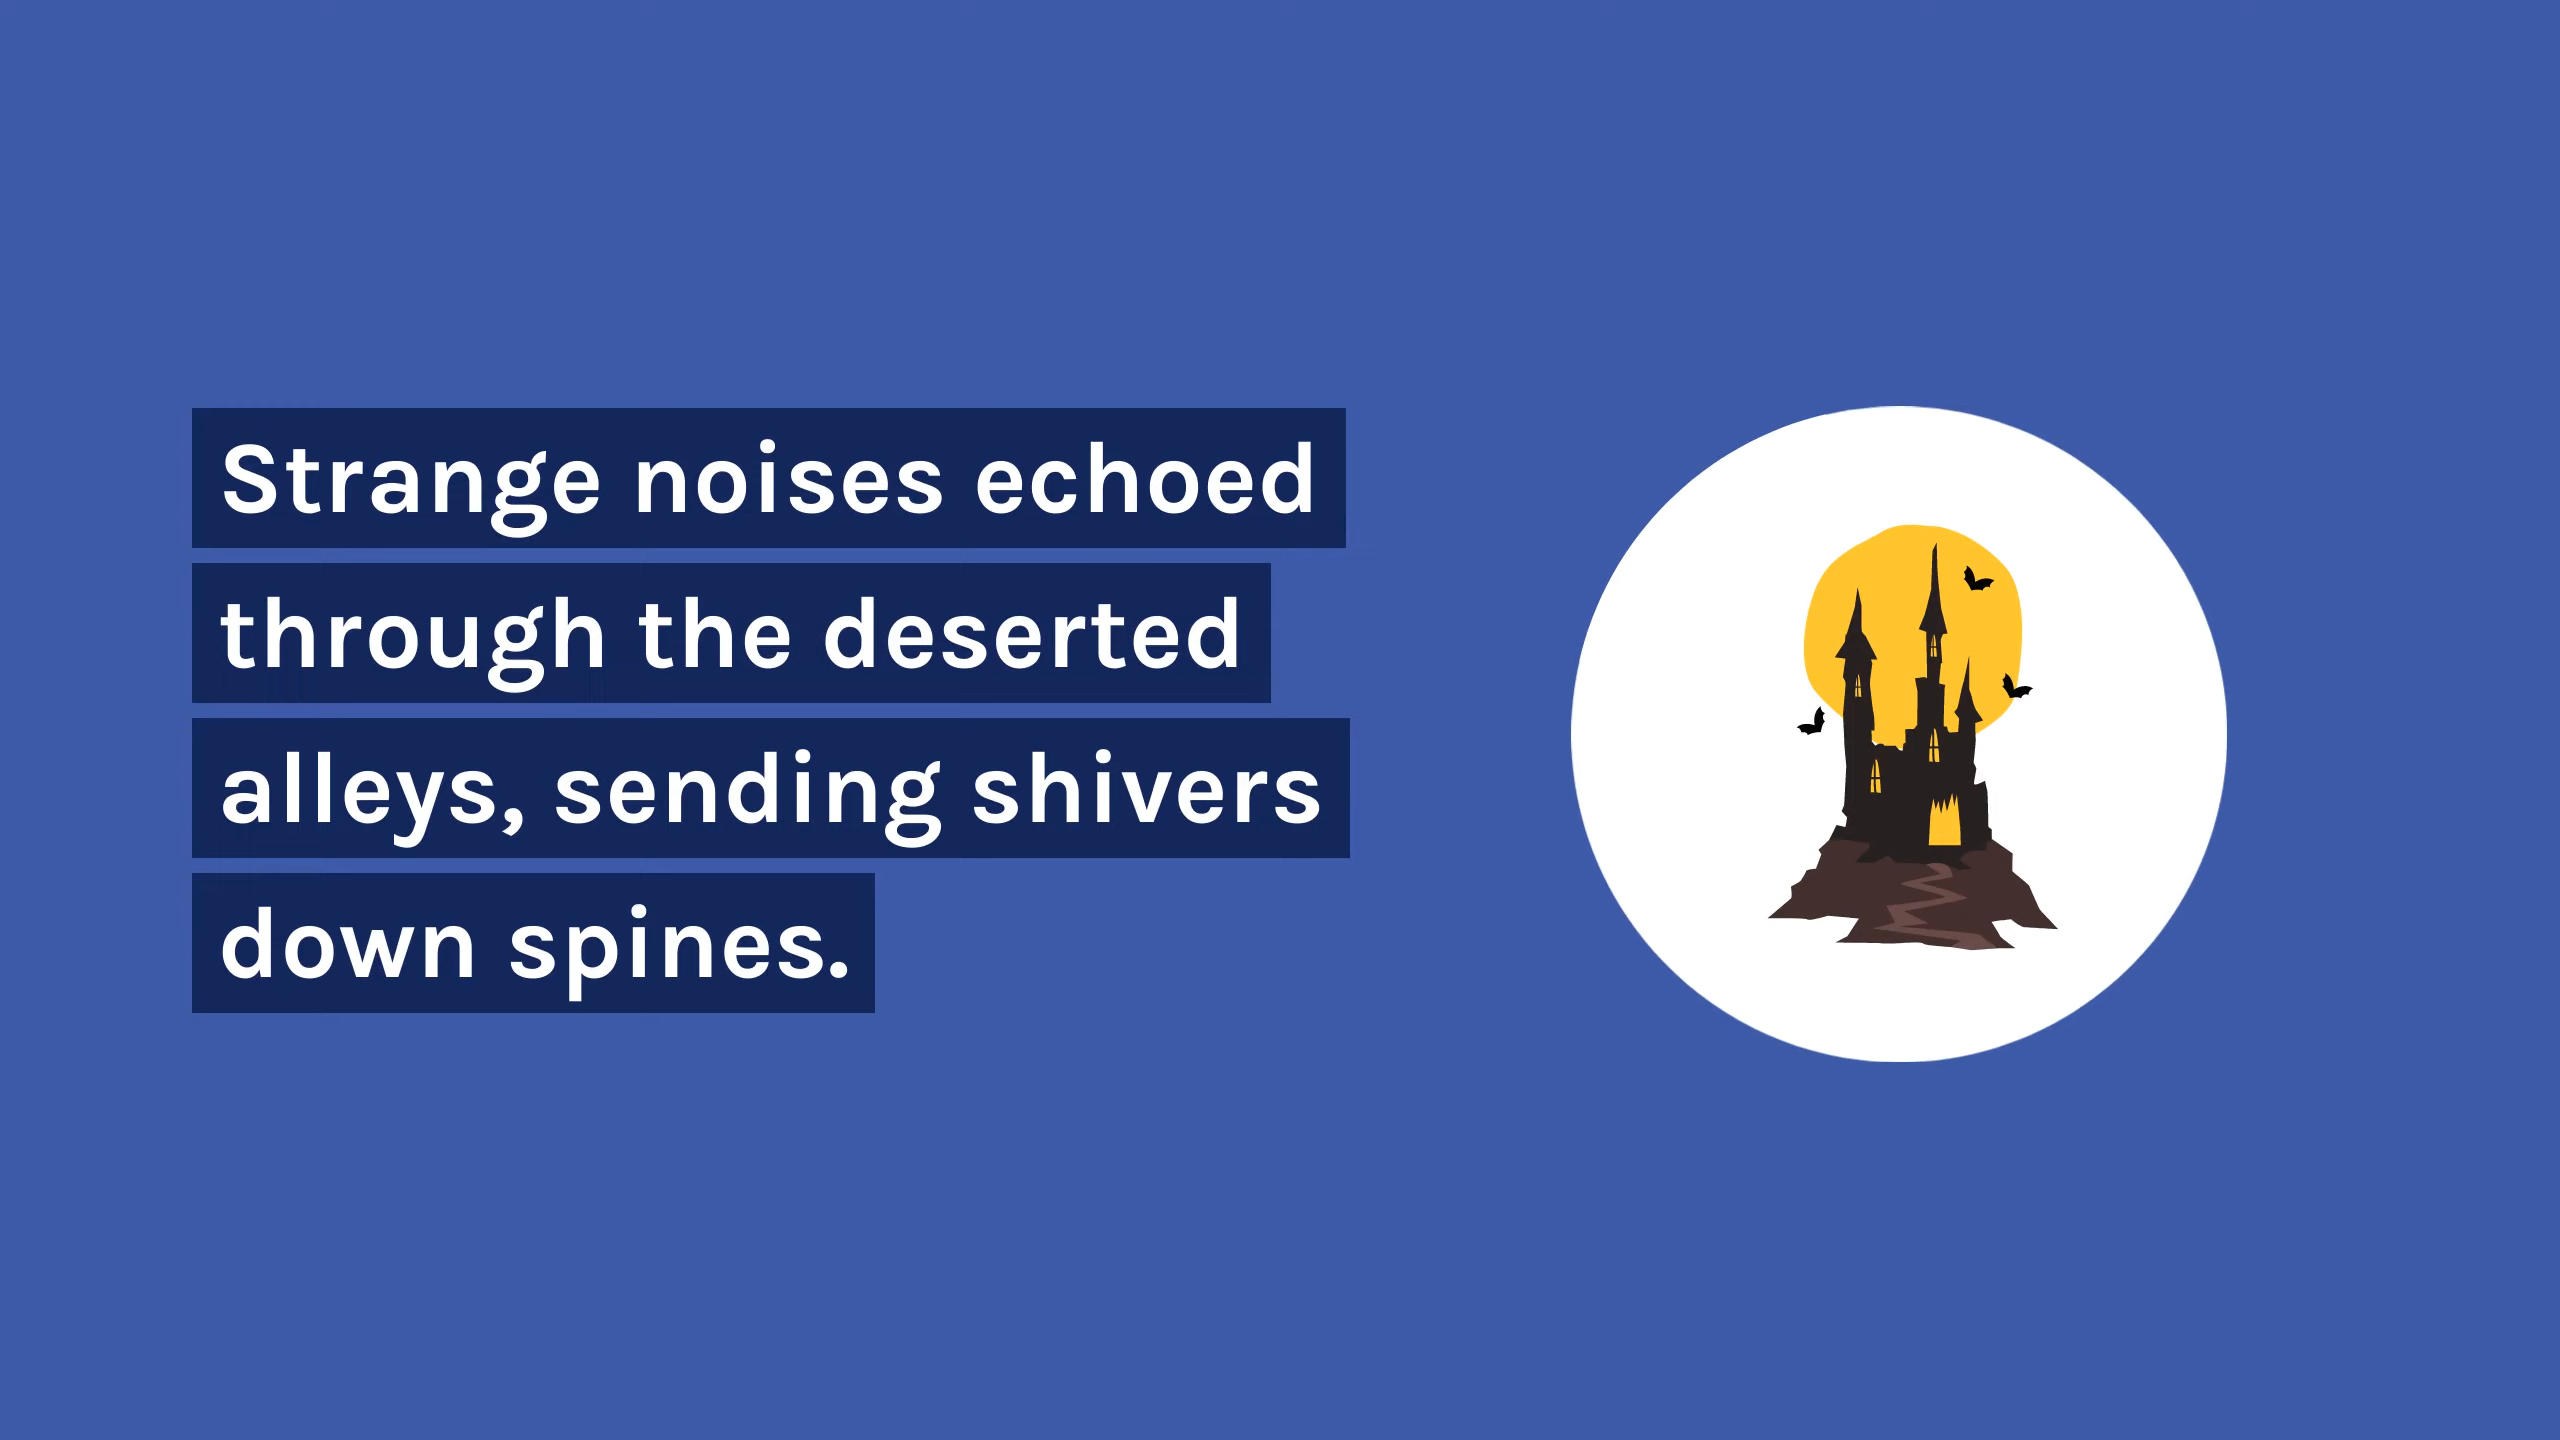 Strange noises echoed
through the deserted
alleys, sending shivers
down spines.